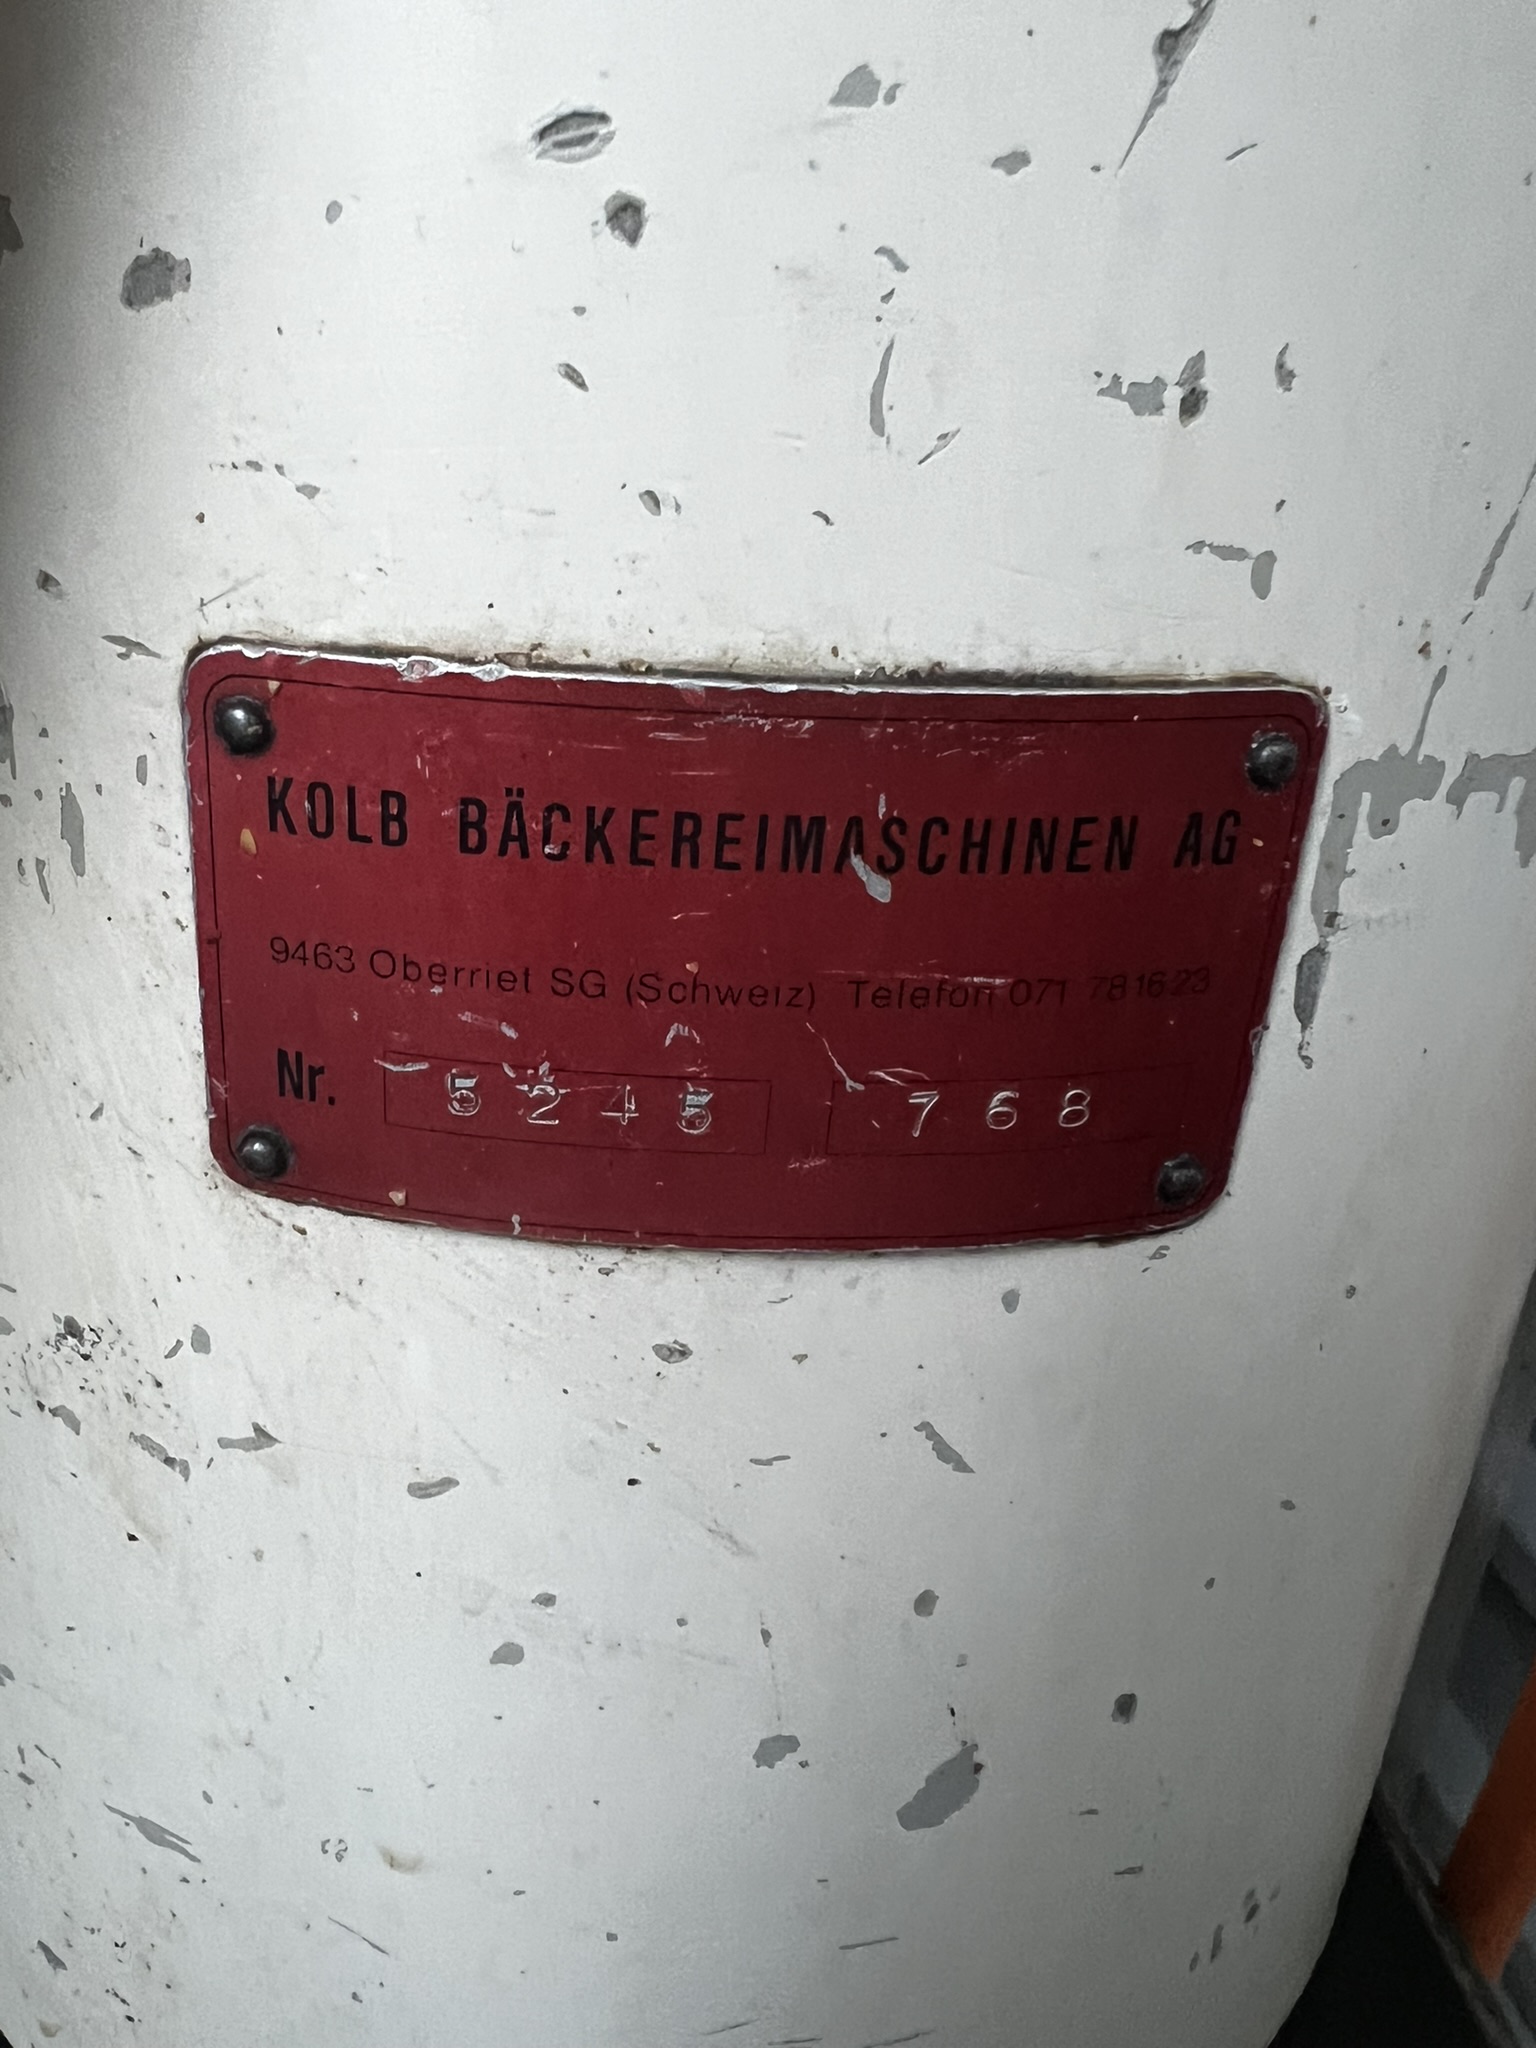 KOLB BÄCKEREIMASCHINEN AG
9463 Oberriet SG (Schweiz) Telefon 071 781623
Nr. 5245 768